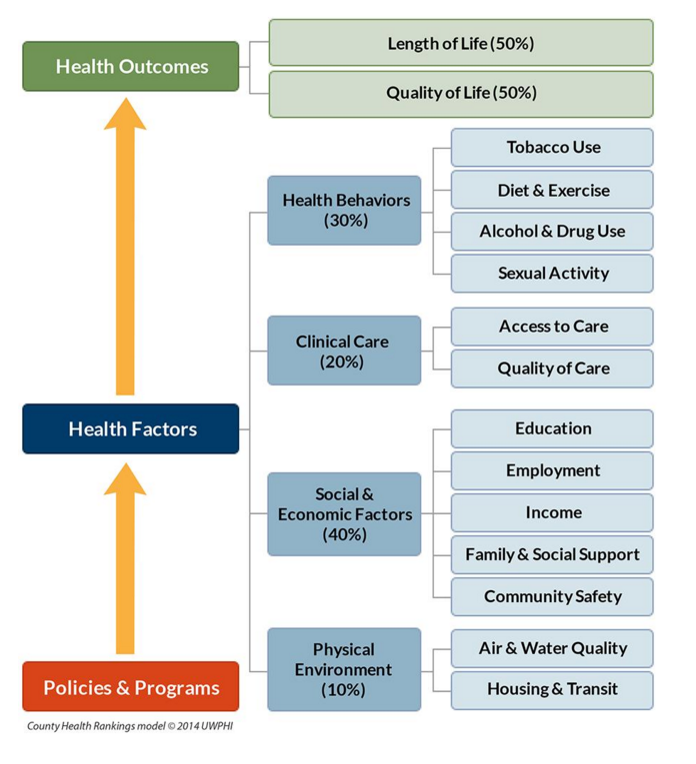 Health Outcomes
Length of Life (50%)
Quality of Life (50%)
Health Factors
Health Behaviors
(30%)
Tobacco Use
Diet & Exercise
Alcohol & Drug Use
Sexual Activity
Clinical Care
(20%)
Access to Care
Quality of Care
Social &
Economic Factors
(40%)
Education
Employment
Income
Family & Social Support
Community Safety
Physical
Environment
(10%)
Air & Water Quality
Housing & Transit
Policies & Programs
County Health Rankings model © 2014 UWPHI